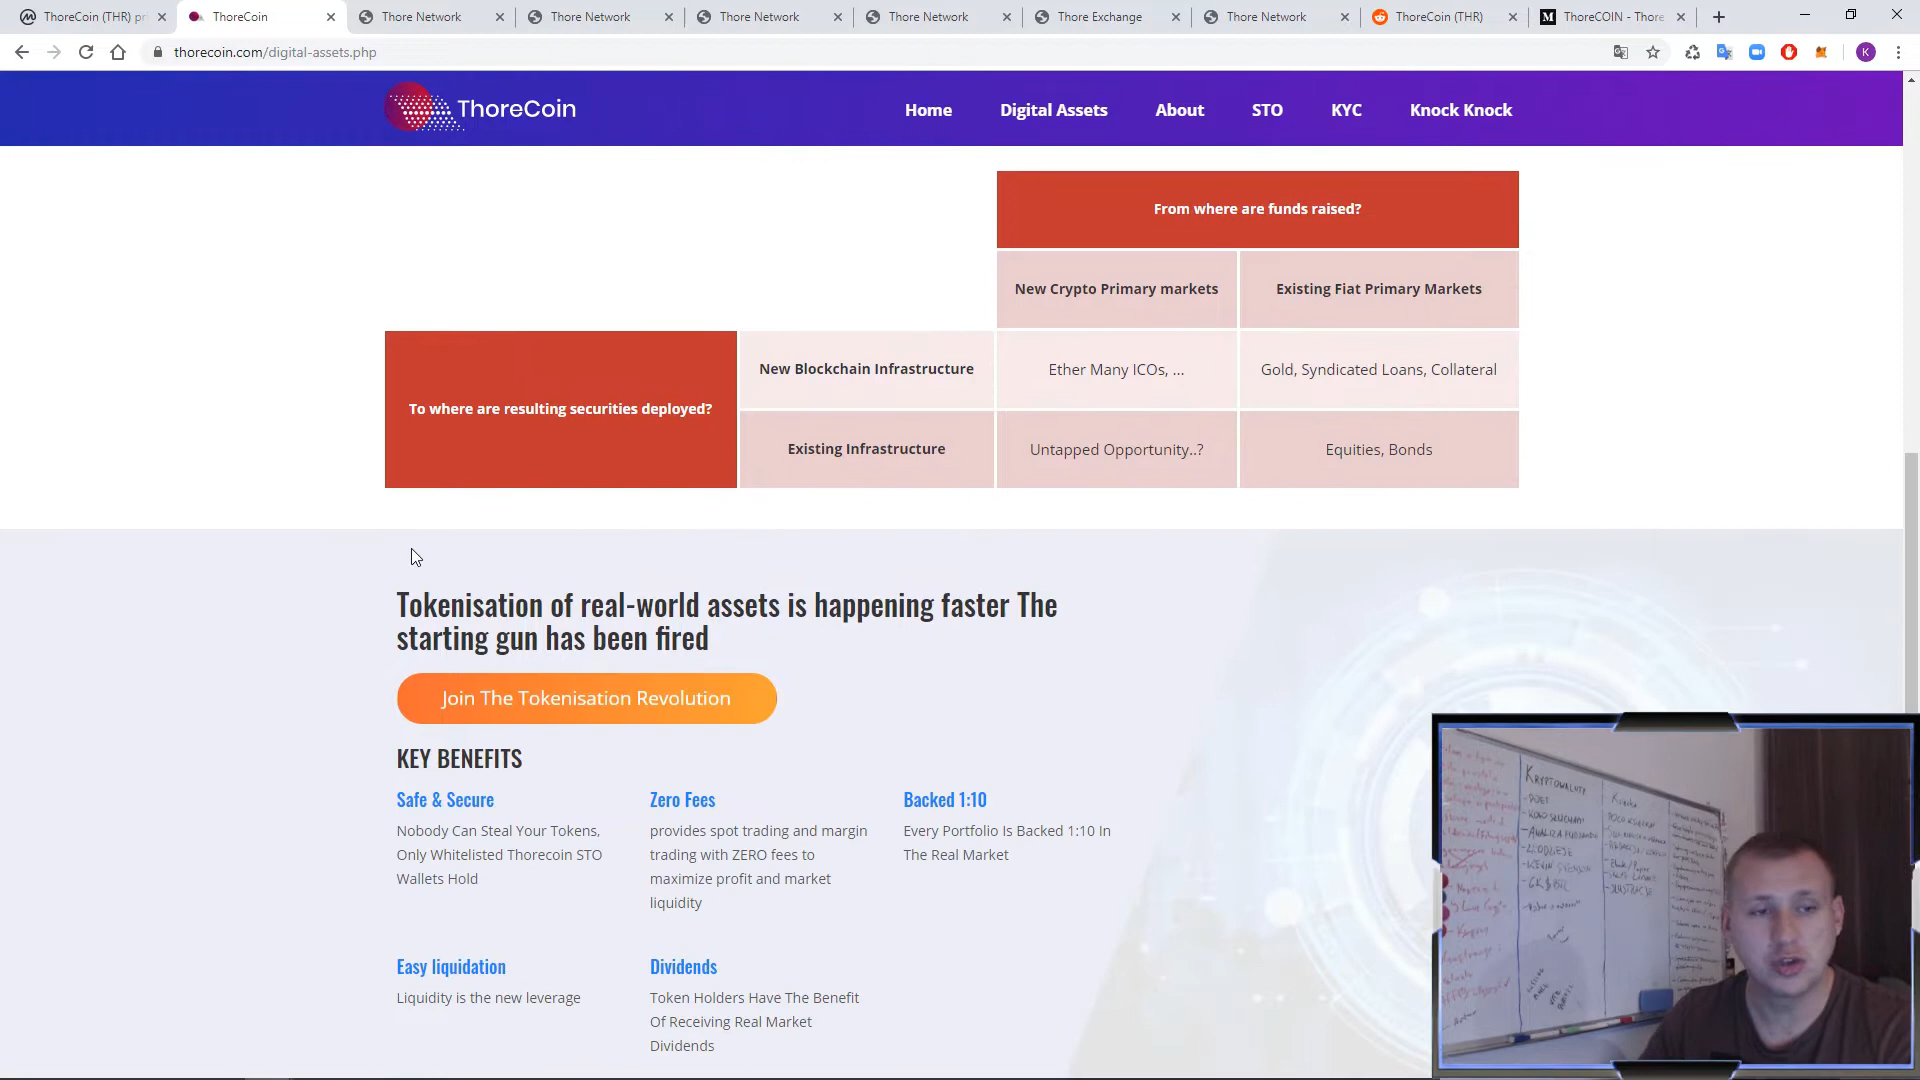 ThoreCoin (THR) pri
ThoreCoin
Thore Network
Thore Network
Thore Network
Thore Network
Thore Exchange
Thore Network
ThoreCoin (THR)
ThoreCOIN - Thore
thorecoin.com/digital-assets.php
K
ThoreCoin
Home
Digital Assets
About
STO
KYC
Knock Knock
From where are funds raised?
New Crypto Primary markets
Existing Fiat Primary Markets
To where are resulting securities deployed?
New Blockchain Infrastructure
Ether Many ICOs, ...
Gold, Syndicated Loans, Collateral
Existing Infrastructure
Untapped Opportunity..?
Equities, Bonds
Tokenisation of real-world assets is happening faster The
starting gun has been fired
Join The Tokenisation Revolution
KEY BENEFITS
Safe & Secure
Nobody Can Steal Your Tokens,
Only Whitelisted Thorecoin STO
Wallets Hold
Zero Fees
provides spot trading and margin
trading with ZERO fees to
maximize profit and market
liquidity
Backed 1:10
Every Portfolio Is Backed 1:10 In
The Real Market
Easy liquidation
Liquidity is the new leverage
Dividends
Token Holders Have The Benefit
Of Receiving Real Market
Dividends
KRYPTOWALUTY